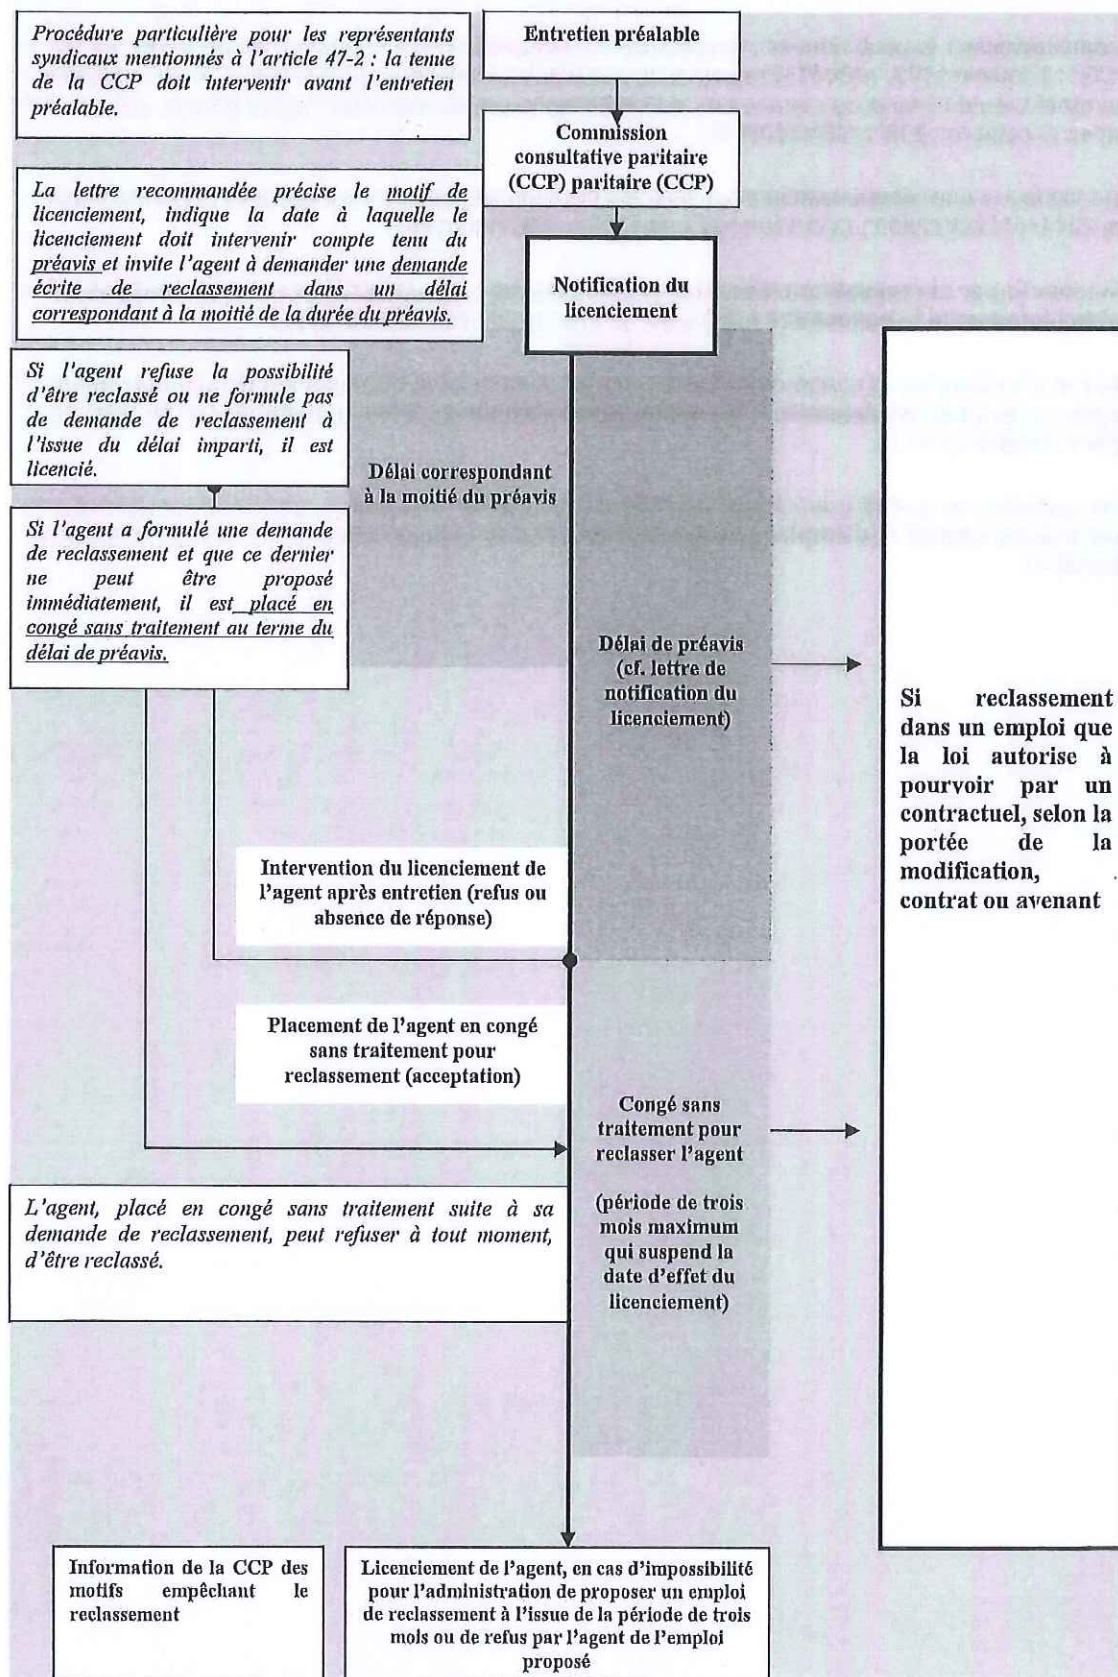 Procédure particulière pour les représentants
syndicaux mentionnés à l'article 47-2 : la tenue
de la CCP doit intervenir avant l'entretien
préalable.
Entretien préalable
Commission
consultative paritaire
(CCP) paritaire (CCP)
La lettre recommandée précise le motif de
licenciement, indique la date à laquelle le
licenciement doit intervenir compte tenu du
préavis et invite l'agent à demander une demande
écrite de reclassement dans un délai
correspondant à la moitié de la durée du préavis.
Notification du
licenciement
Si l'agent refuse la possibilité
d'être reclassé ou ne formule pas
de demande de reclassement à
l'issue du délai imparti, il est
licencié.
Délai correspondant
à la moitié du préavis
Si l'agent a formulé une demande
de reclassement et que ce dernier
ne peut être proposé
immédiatement, il est placé en
congé sans traitement au terme du
délai de préavis.
Délai de préavis
(cf. lettre de
notification du
licenciement)
Si reclassement
dans un emploi que
la loi autorise à
pourvoir par un
contractuel, selon la
portée de la
modification,
contrat ou avenant
Intervention du licenciement de
l'agent après entretien (refus ou
absence de réponse)
Placement de l'agent en congé
sans traitement pour
reclassement (acceptation)
Congé sans
traitement pour
reclasser l'agent
(période de trois
mois maximum
qui suspend la
date d'effet du
licenciement)
L'agent, placé en congé sans traitement suite à sa
demande de reclassement, peut refuser à tout moment,
d'être reclassé.
Information de la CCP des
motifs empêchant le
reclassement
Licenciement de l'agent, en cas d'impossibilité
pour l'administration de proposer un emploi
de reclassement à l'issue de la période de trois
mois ou de refus par l'agent de l'emploi
proposé